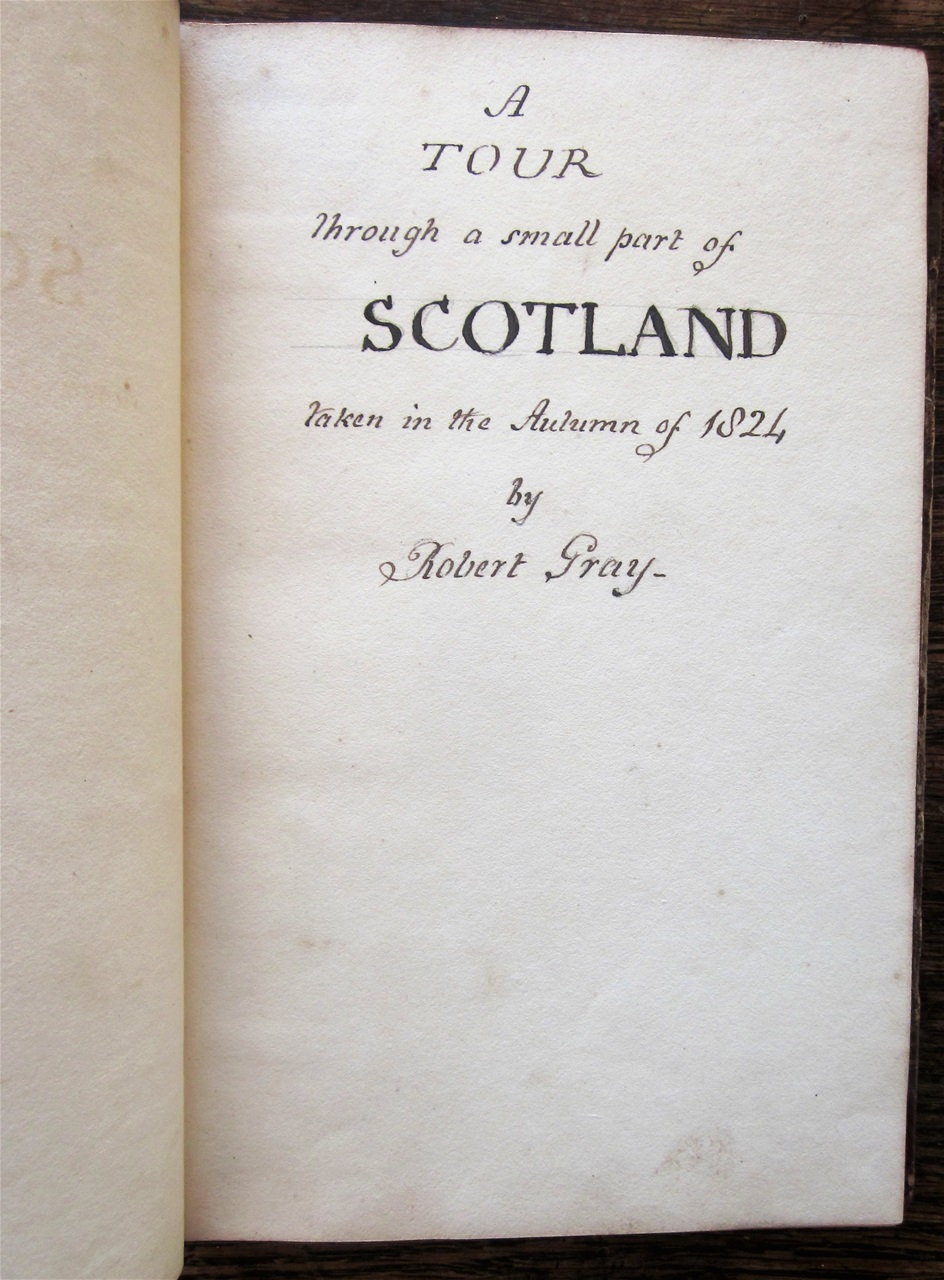 A
TOUR
through a small part of
SCOTLAND
taken in the Autumn of 1824
by
Robert Gray-